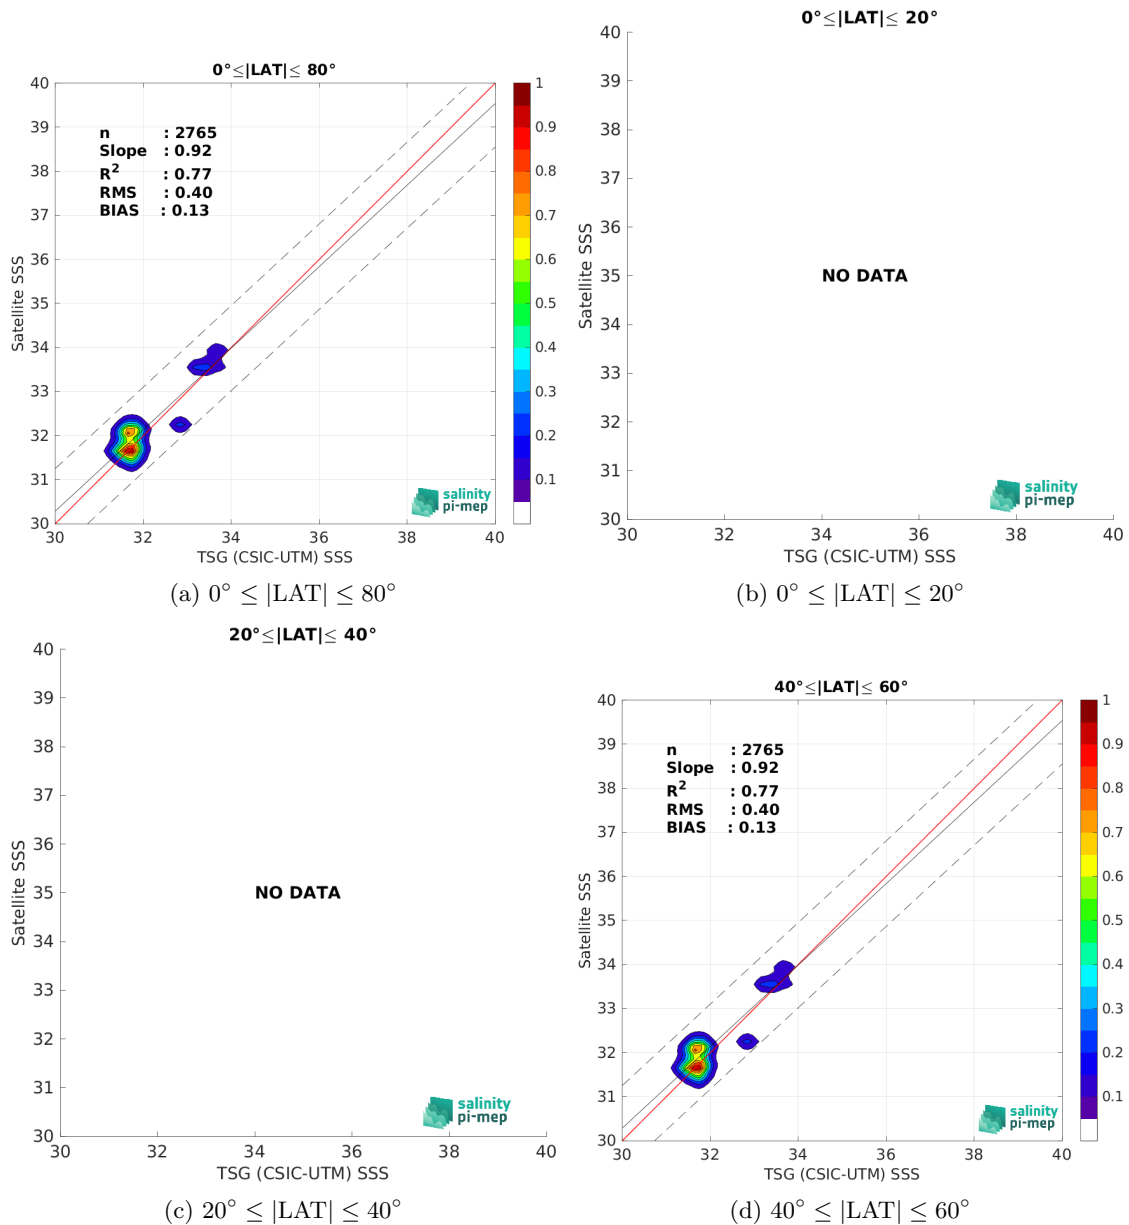 0°≤|LAT|≤ 80°
40
39
38
37
36
35
34
33
32
31
30
Satellite SSS
n : 2765
Slope : 0.92
R² : 0.77
RMS : 0.40
BIAS : 0.13
salinity
pi-mep
30 32 34 36 38 40
TSG (CSIC-UTM) SSS
1
0.9
0.8
0.7
0.6
0.5
0.4
0.3
0.2
0.1
(a) 0° ≤ |LAT| ≤ 80°
0°≤|LAT|≤ 20°
40
39
38
37
36
35
34
33
32
31
30
Satellite SSS
NO DATA
salinity
pi-mep
30 32 34 36 38 40
TSG (CSIC-UTM) SSS
(b) 0° ≤ |LAT| ≤ 20°
20°≤|LAT|≤ 40°
40
39
38
37
36
35
34
33
32
31
30
Satellite SSS
NO DATA
salinity
pi-mep
30 32 34 36 38 40
TSG (CSIC-UTM) SSS
(c) 20° ≤ |LAT| ≤ 40°
40°≤|LAT|≤ 60°
40
39
38
37
36
35
34
33
32
31
30
Satellite SSS
n : 2765
Slope : 0.92
R² : 0.77
RMS : 0.40
BIAS : 0.13
salinity
pi-mep
30 32 34 36 38 40
TSG (CSIC-UTM) SSS
1
0.9
0.8
0.7
0.6
0.5
0.4
0.3
0.2
0.1
(d) 40° ≤ |LAT| ≤ 60°